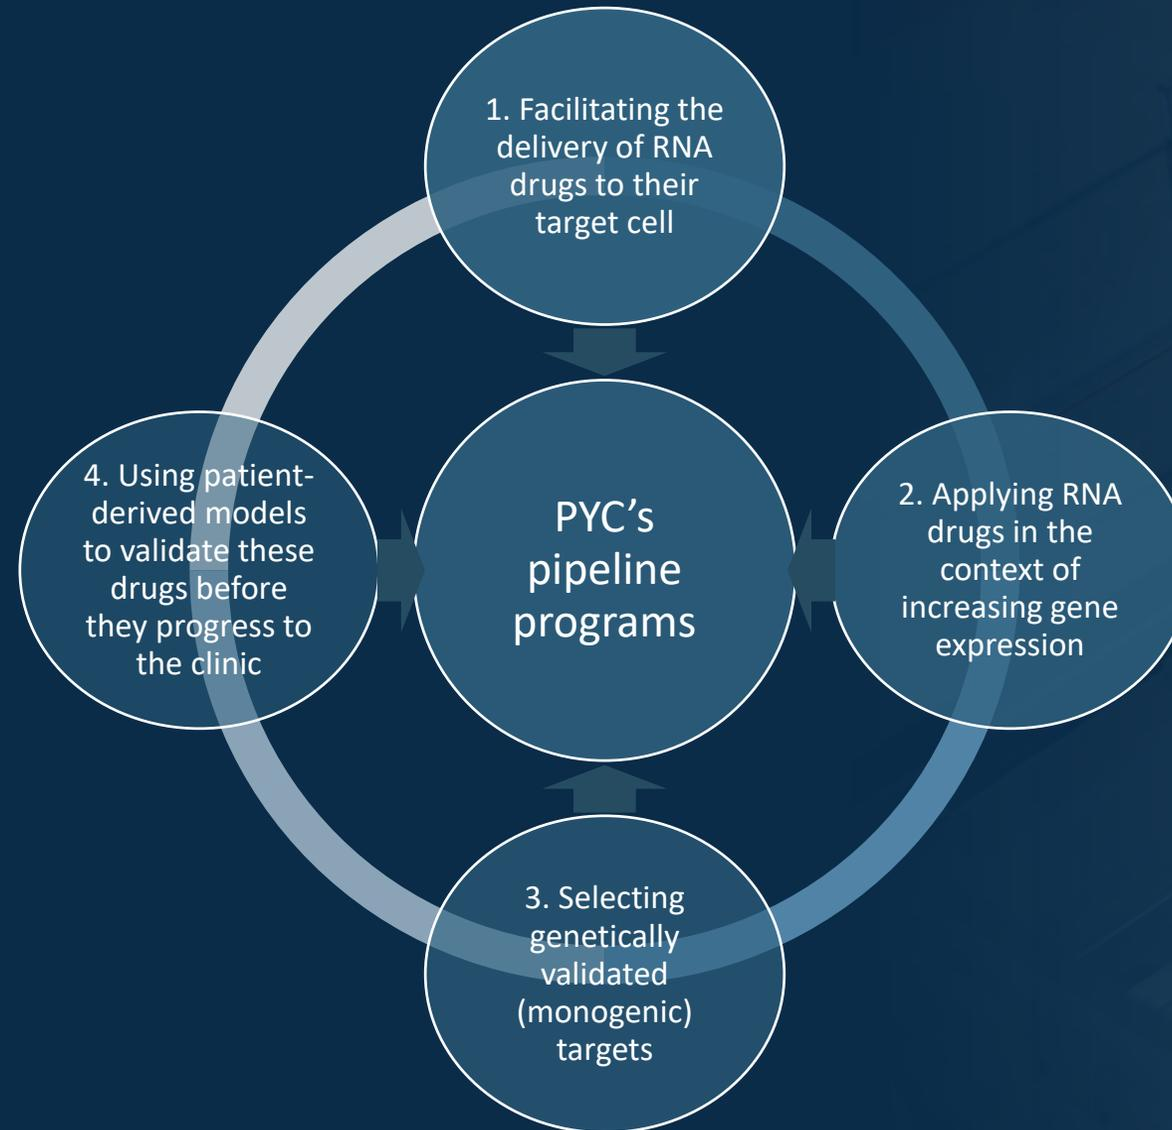 1. Facilitating the
delivery of RNA
drugs to their
target cell
4. Using patient-
derived models
to validate these
drugs before
they progress to
the clinic
PYC’s
pipeline
programs
2. Applying RNA
drugs in the
context of
increasing gene
expression
3. Selecting
genetically
validated
(monogenic)
targets